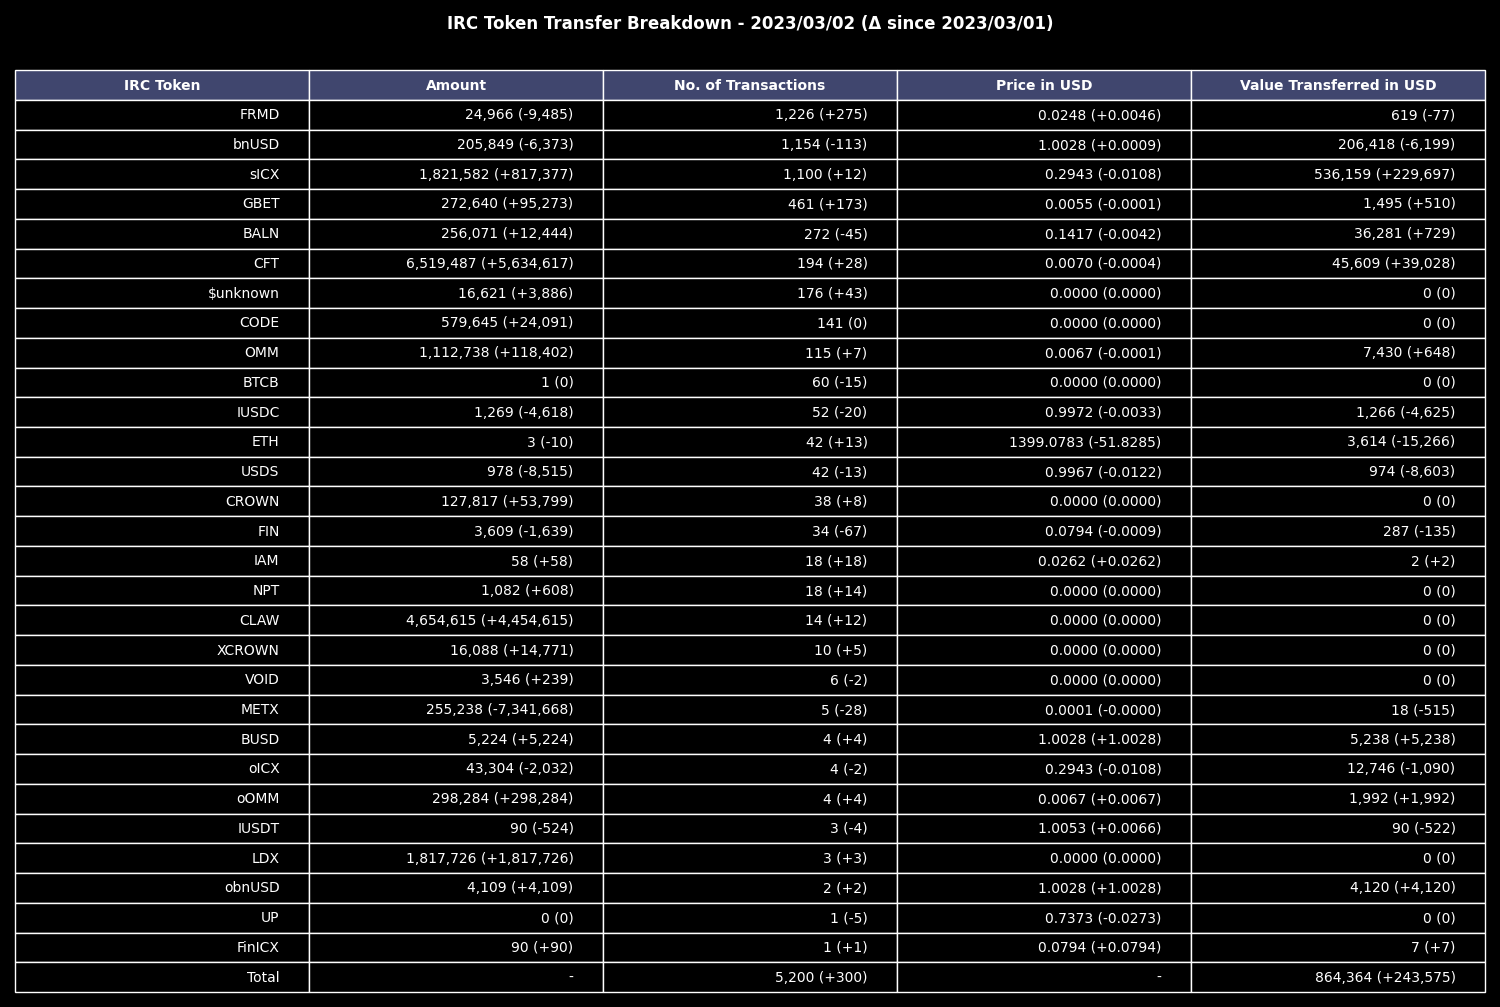 IRC Token Transfer Breakdown - 2023/03/02 (Δ since 2023/03/01)
IRC Token Amount No. of Transactions Price in USD Value Transferred in USD
FRMD 24,966 (-9,485) 1,226 (+275) 0.0248 (+0.0046) 619 (-77)
bnUSD 205,849 (-6,373) 1,154 (-113) 1.0028 (+0.0009) 206,418 (-6,199)
sICX 1,821,582 (+817,377) 1,100 (+12) 0.2943 (-0.0108) 536,159 (+229,697)
GBET 272,640 (+95,273) 461 (+173) 0.0055 (-0.0001) 1,495 (+510)
BALN 256,071 (+12,444) 272 (-45) 0.1417 (-0.0042) 36,281 (+729)
CFT 6,519,487 (+5,634,617) 194 (+28) 0.0070 (-0.0004) 45,609 (+39,028)
$unknown 16,621 (+3,886) 176 (+43) 0.0000 (0.0000) 0 (0)
CODE 579,645 (+24,091) 141 (0) 0.0000 (0.0000) 0 (0)
OMM 1,112,738 (+118,402) 115 (+7) 0.0067 (-0.0001) 7,430 (+648)
BTCB 1 (0) 60 (-15) 0.0000 (0.0000) 0 (0)
IUSDC 1,269 (-4,618) 52 (-20) 0.9972 (-0.0033) 1,266 (-4,625)
ETH 3 (-10) 42 (+13) 1399.0783 (-51.8285) 3,614 (-15,266)
USDS 978 (-8,515) 42 (-13) 0.9967 (-0.0122) 974 (-8,603)
CROWN 127,817 (+53,799) 38 (+8) 0.0000 (0.0000) 0 (0)
FIN 3,609 (-1,639) 34 (-67) 0.0794 (-0.0009) 287 (-135)
IAM 58 (+58) 18 (+18) 0.0262 (+0.0262) 2 (+2)
NPT 1,082 (+608) 18 (+14) 0.0000 (0.0000) 0 (0)
CLAW 4,654,615 (+4,454,615) 14 (+12) 0.0000 (0.0000) 0 (0)
XCROWN 16,088 (+14,771) 10 (+5) 0.0000 (0.0000) 0 (0)
VOID 3,546 (+239) 6 (-2) 0.0000 (0.0000) 0 (0)
METX 255,238 (-7,341,668) 5 (-28) 0.0001 (-0.0000) 18 (-515)
BUSD 5,224 (+5,224) 4 (+4) 1.0028 (+1.0028) 5,238 (+5,238)
oICX 43,304 (-2,032) 4 (-2) 0.2943 (-0.0108) 12,746 (-1,090)
oOMM 298,284 (+298,284) 4 (+4) 0.0067 (+0.0067) 1,992 (+1,992)
IUSDT 90 (-524) 3 (-4) 1.0053 (+0.0066) 90 (-522)
LDX 1,817,726 (+1,817,726) 3 (+3) 0.0000 (0.0000) 0 (0)
obnUSD 4,109 (+4,109) 2 (+2) 1.0028 (+1.0028) 4,120 (+4,120)
UP 0 (0) 1 (-5) 0.7373 (-0.0273) 0 (0)
FinICX 90 (+90) 1 (+1) 0.0794 (+0.0794) 7 (+7)
Total - 5,200 (+300) - 864,364 (+243,575)